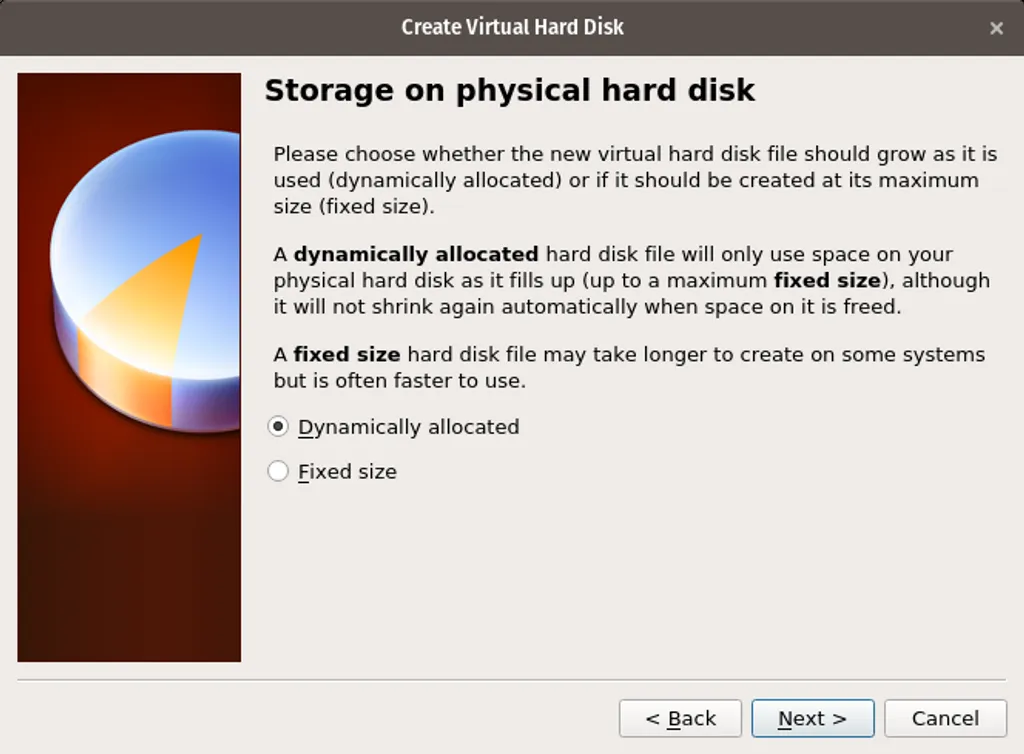 Create Virtual Hard Disk
Storage on physical hard disk
Please choose whether the new virtual hard disk file should grow as it is
used (dynamically allocated) or if it should be created at its maximum
size (fixed size).
A dynamically allocated hard disk file will only use space on your
physical hard disk as it fills up (up to a maximum fixed size), although
it will not shrink again automatically when space on it is freed.
A fixed size hard disk file may take longer to create on some systems
but is often faster to use.
Dynamically allocated
Fixed size
< Back Next > Cancel